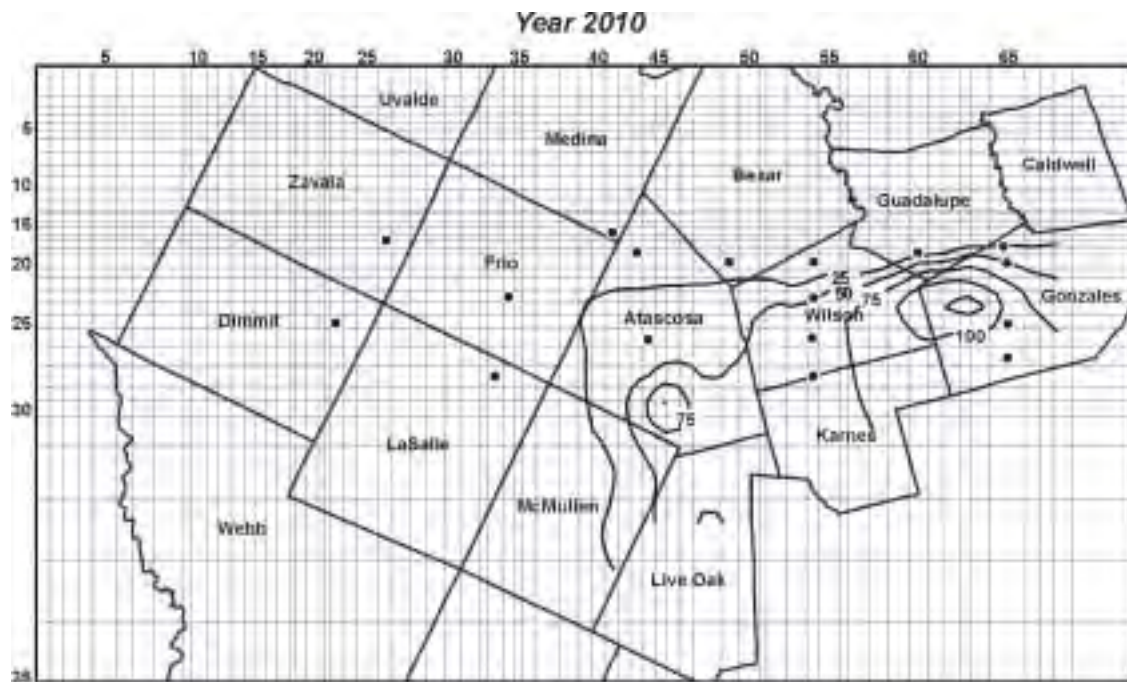 Year 2010
5 10 15 20 25 30 35 40 45 50 55 60 65
Uvalde
5
Medina
Caldwell
Bexar
Zavala
10
Guadalupe
15
20
Frio
25
50
75
Gonzales
Wilson
Atascosa
Dimmit
25
100
30
75
Karnes
LaSalle
McMullen
Webb
Live Oak